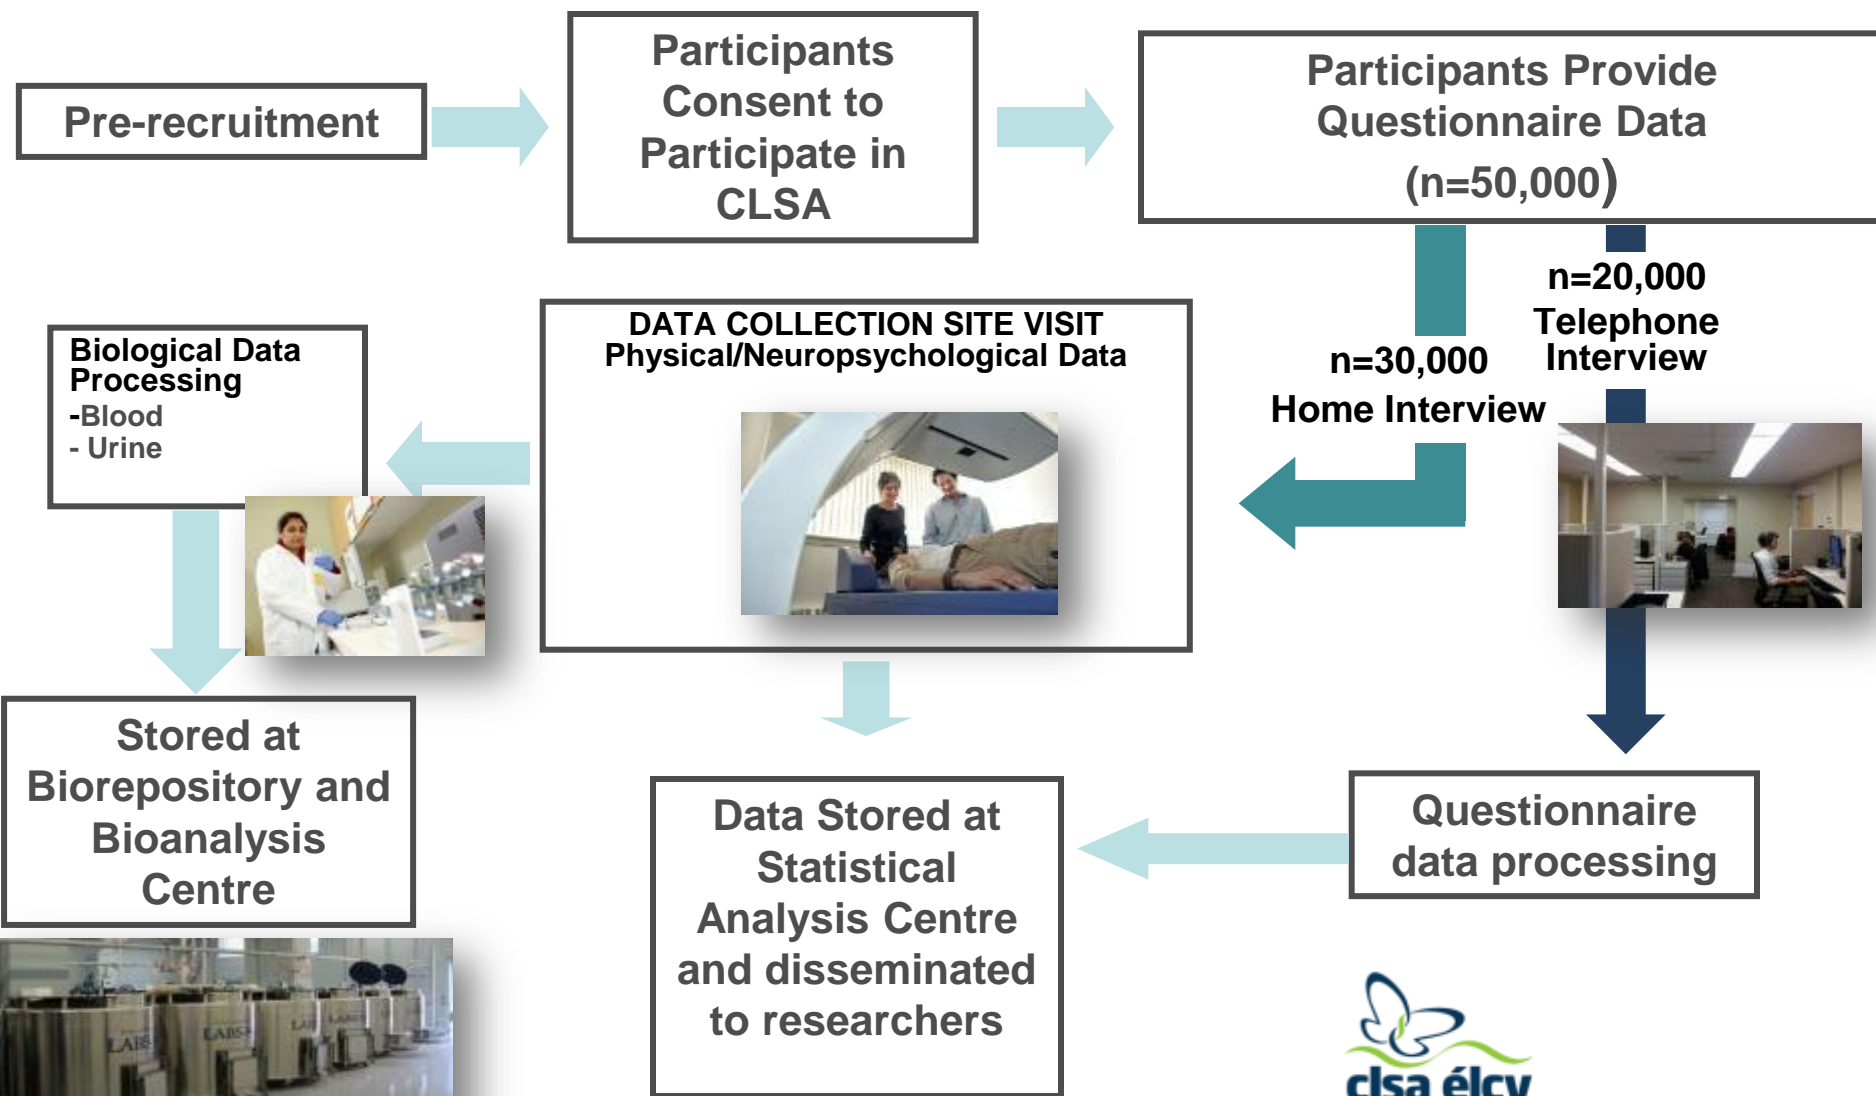 Pre-recruitment
Participants
Consent to
Participate in
CLSA
Participants Provide
Questionnaire Data
(n=50,000)
n=20,000
Telephone
Interview
n=30,000
Home Interview
DATA COLLECTION SITE VISIT
Physical/Neuropsychological Data
Biological Data
Processing
-Blood
- Urine
Stored at
Biorepository and
Bioanalysis
Centre
Data Stored at
Statistical
Analysis Centre
and disseminated
to researchers
Questionnaire
data processing
clsa élcv